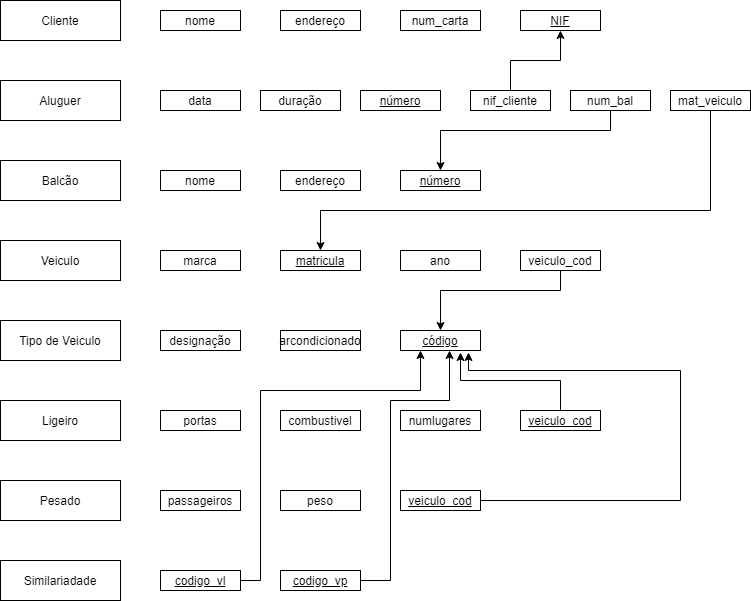 Cliente nome endereço num_carta NIF
Aluguer data duração número nif_cliente num_bal mat_veiculo
Balcão nome endereço número
Veiculo marca matricula ano veiculo_cod
Tipo de Veiculo designação arcondicionado código
Ligeiro portas combustivel numlugares veiculo_cod
Pesado passageiros peso veiculo_cod
Similariadade codigo_vl codigo_vp